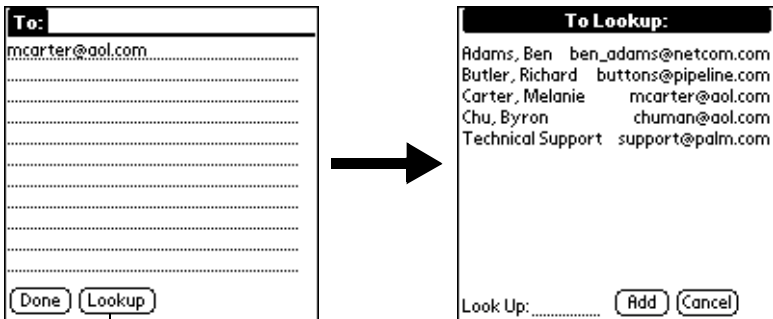 To:
mcarter@aol.com
Done Lookup
To Lookup:
Adams, Ben ben_adams@netcom.com
Butler, Richard buttons@pipeline.com
Carter, Melanie mcarter@aol.com
Chu, Byron chuman@aol.com
Technical Support support@palm.com
Look Up: Add Cancel